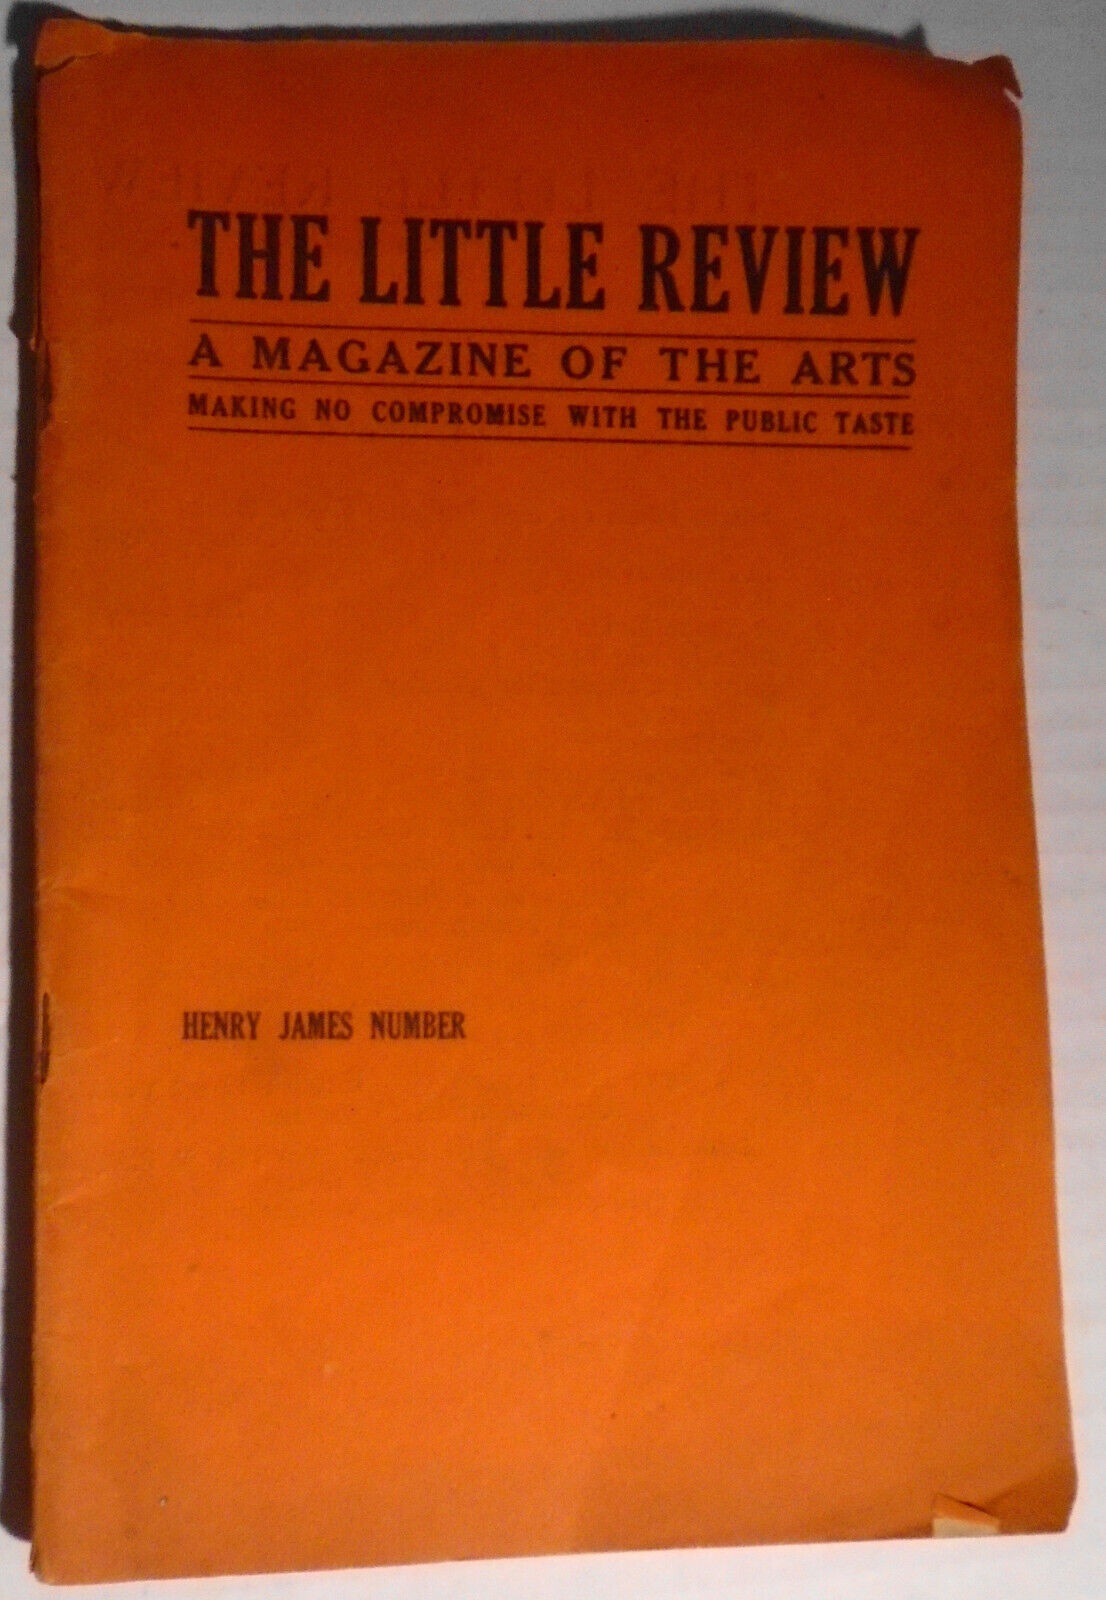 THE LITTLE REVIEW
A MAGAZINE OF THE ARTS
MAKING NO COMPROMISE WITH THE PUBLIC TASTE
HENRY JAMES NUMBER